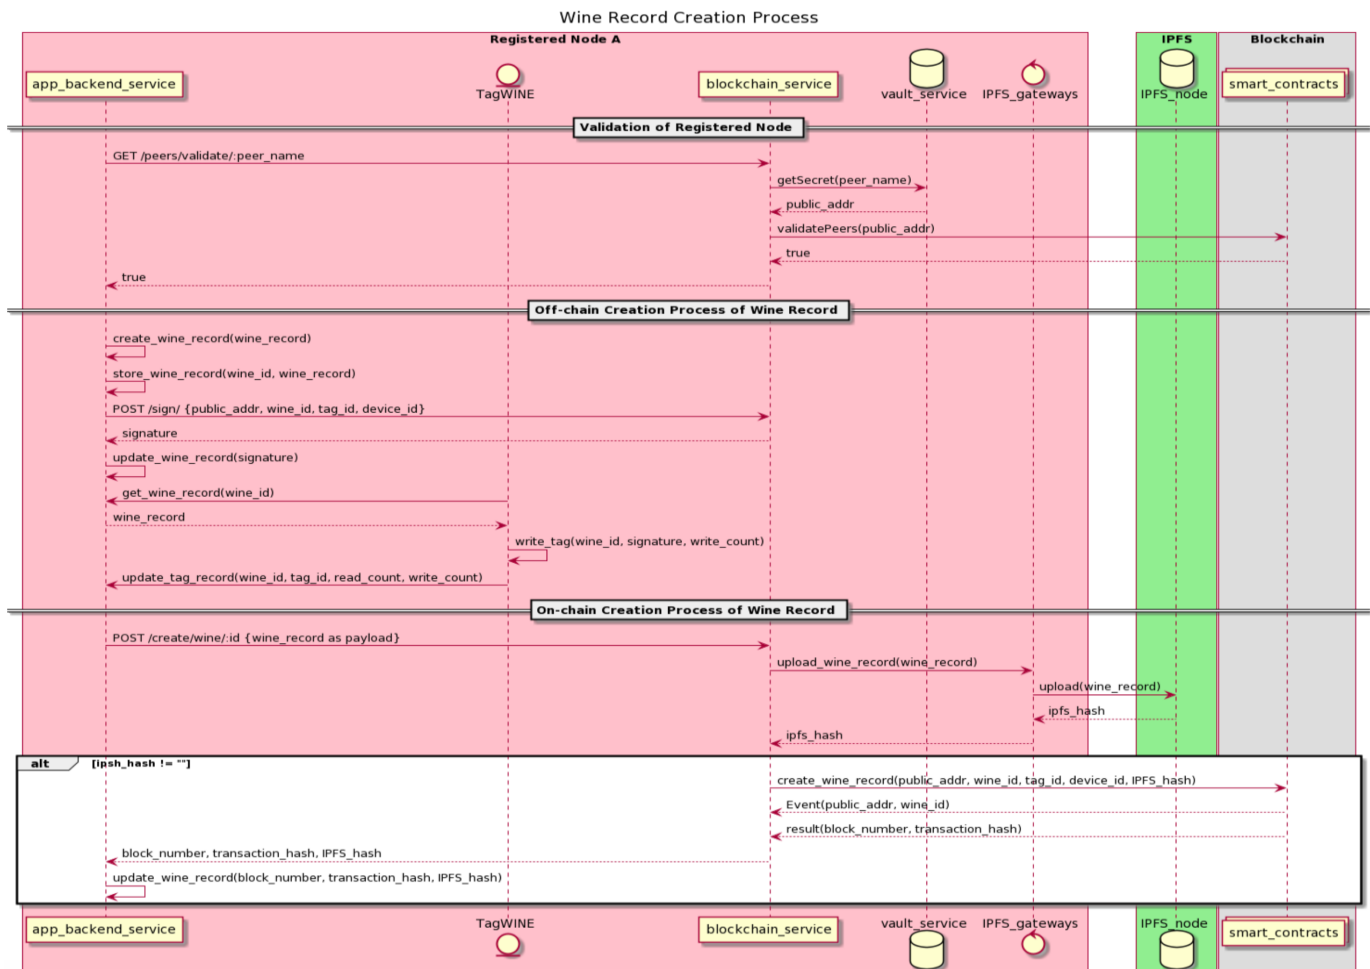 Wine Record Creation Process
Registered Node A
IPFS
Blockchain
app_backend_service
TagWINE
blockchain_service
vault_service
IPFS_gateways
IPFS_node
smart_contracts
Validation of Registered Node
GET /peers/validate/:peer_name
getSecret(peer_name)
public_addr
validatePeers(public_addr)
true
true
Off-chain Creation Process of Wine Record
create_wine_record(wine_record)
store_wine_record(wine_id, wine_record)
POST /sign/ {public_addr, wine_id, tag_id, device_id}
signature
update_wine_record(signature)
get_wine_record(wine_id)
wine_record
write_tag(wine_id, signature, write_count)
update_tag_record(wine_id, tag_id, read_count, write_count)
On-chain Creation Process of Wine Record
POST /create/wine/:id {wine_record as payload}
upload_wine_record(wine_record)
upload(wine_record)
ipfs_hash
ipfs_hash
alt
[ipsh_hash != ""]
create_wine_record(public_addr, wine_id, tag_id, device_id, IPFS_hash)
Event(public_addr, wine_id)
result(block_number, transaction_hash)
block_number, transaction_hash, IPFS_hash
update_wine_record(block_number, transaction_hash, IPFS_hash)
app_backend_service
TagWINE
blockchain_service
vault_service
IPFS_gateways
IPFS_node
smart_contracts